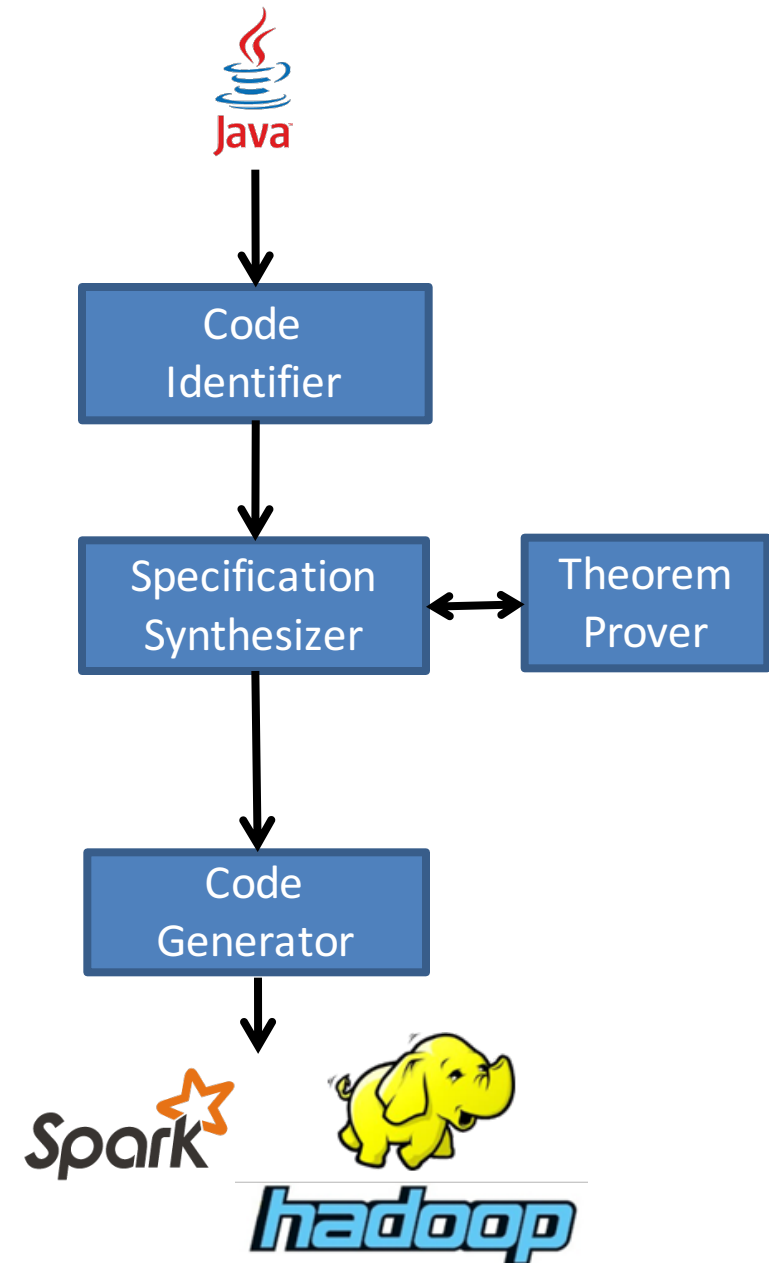 Java
Code
Identifier
Specification
Synthesizer
Theorem
Prover
Code
Generator
Spark
hadoop